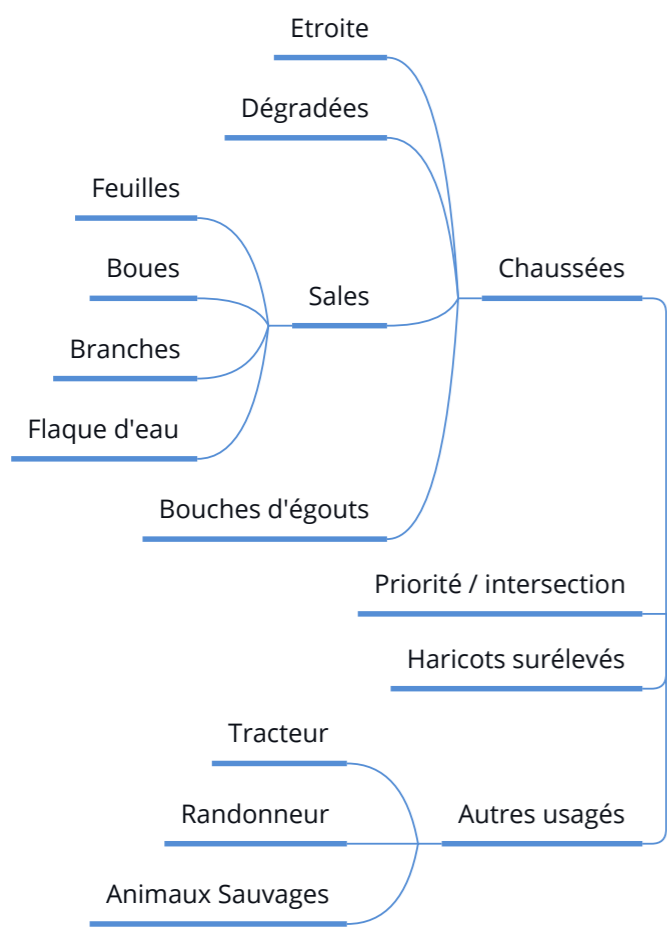 Etroite
Dégradées
Feuilles
Boues
Sales
Chaussées
Branches
Flaque d'eau
Bouches d'égouts
Priorité / intersection
Haricots surélevés
Tracteur
Randonneur
Autres usagés
Animaux Sauvages